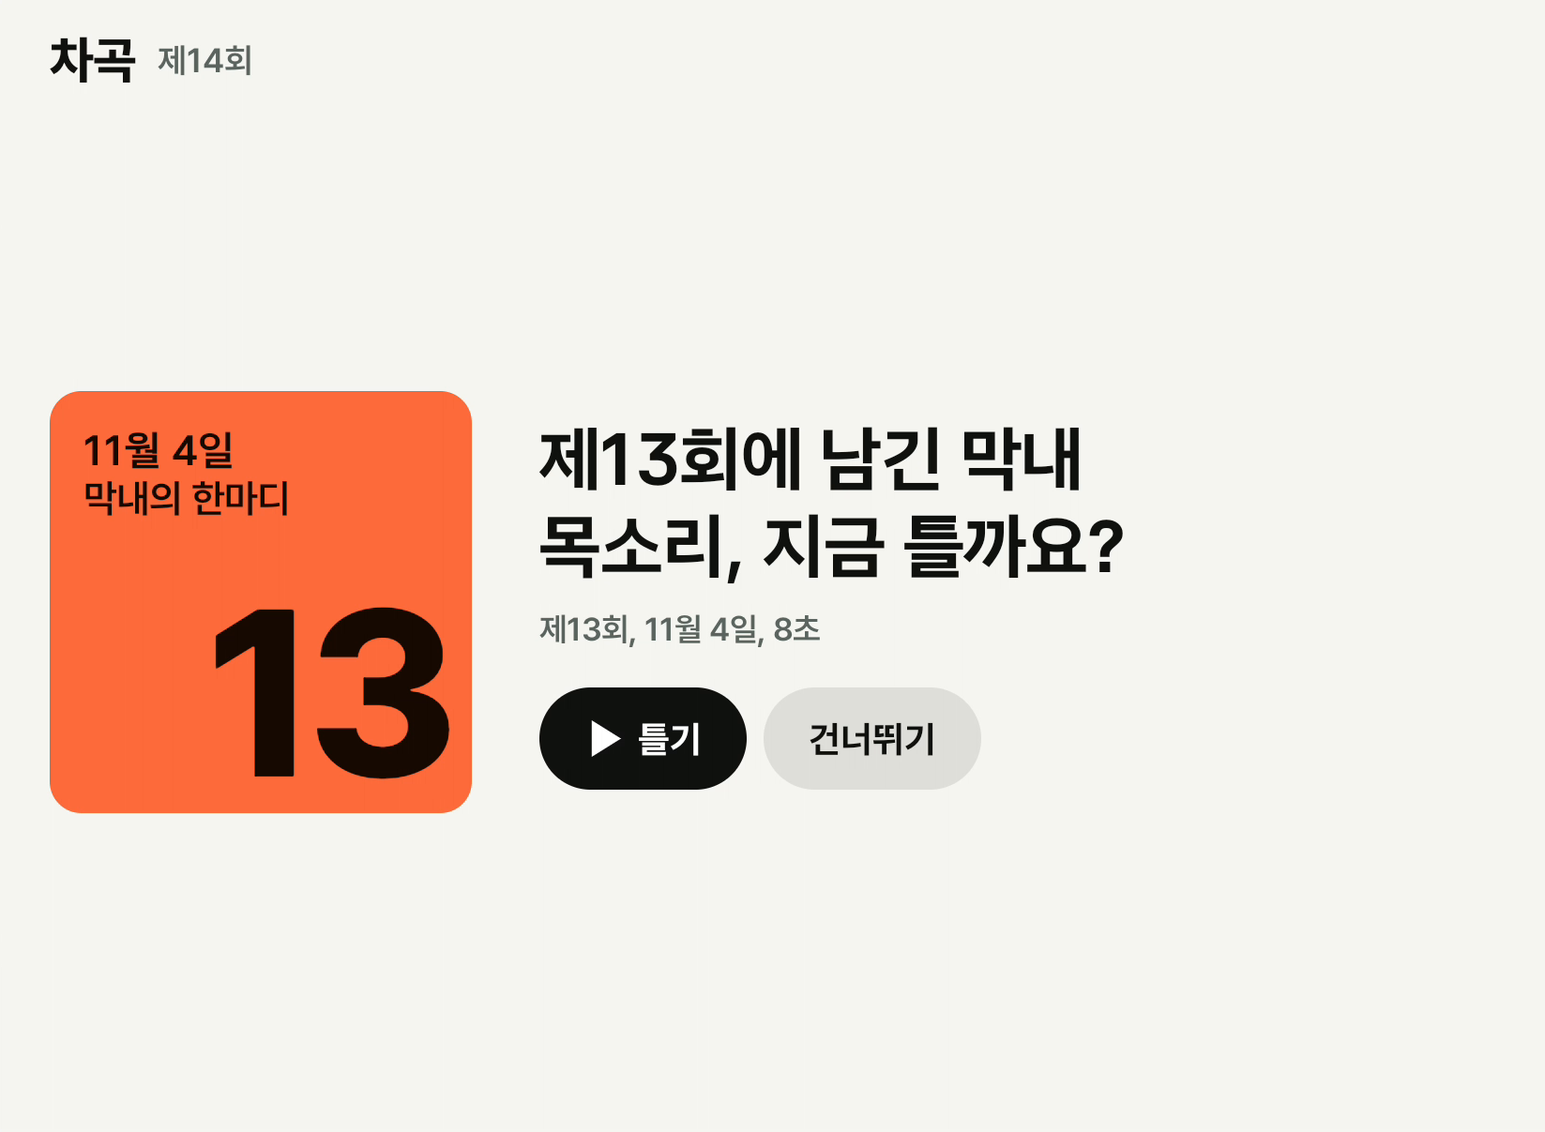 차곡 제14회
11월 4일
막내의 한마디
13
제13회에 남긴 막내
목소리, 지금 틀까요?
제13회, 11월 4일, 8초
틀기
건너뛰기